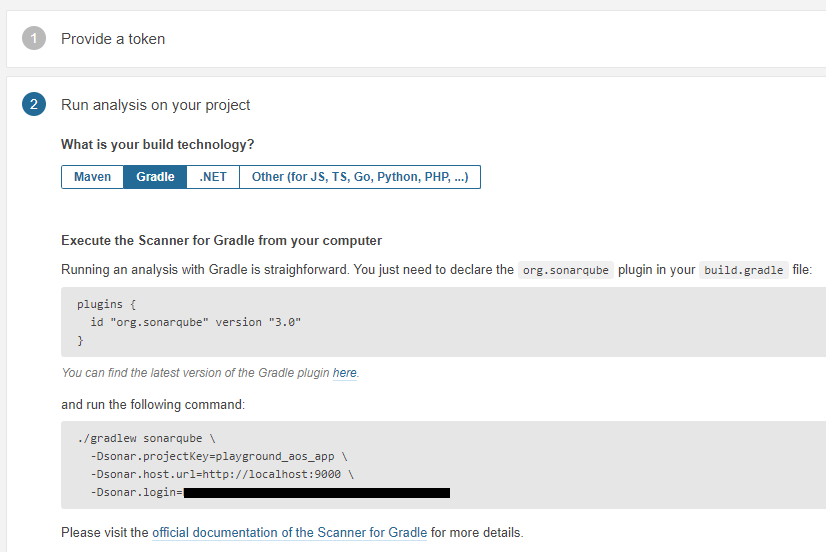 1 Provide a token
2 Run analysis on your project
What is your build technology?
Maven Gradle .NET Other (for JS, TS, Go, Python, PHP, ...)
Execute the Scanner for Gradle from your computer
Running an analysis with Gradle is straighforward. You just need to declare the org.sonarqube plugin in your build.gradle file:
plugins {
id "org.sonarqube" version "3.0"
}
You can find the latest version of the Gradle plugin here.
and run the following command:
./gradlew sonarqube \
-Dsonar.projectKey=playground_aos_app \
-Dsonar.host.url=http://localhost:9000 \
-Dsonar.login=
Please visit the official documentation of the Scanner for Gradle for more details.